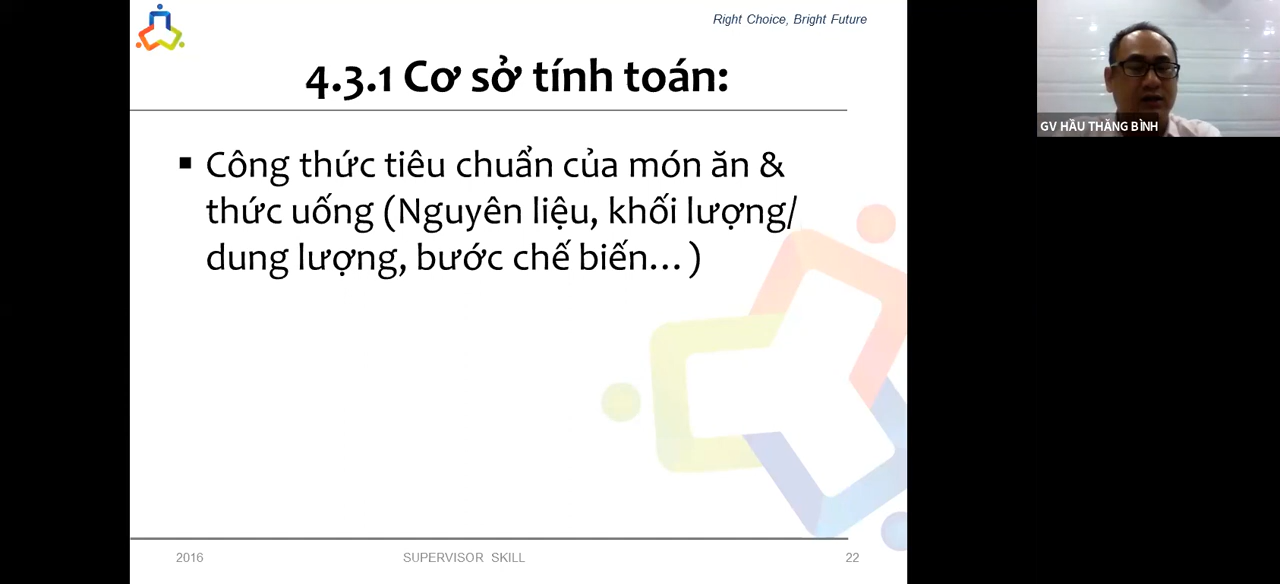 Right Choice, Bright Future
4.3.1 Cơ sở tính toán:
▪ Công thức tiêu chuẩn của món ăn &
thức uống (Nguyên liệu, khối lượng/
dung lượng, bước chế biến… )
2016 SUPERVISOR SKILL 22
GV HẦU THĂNG BÌNH